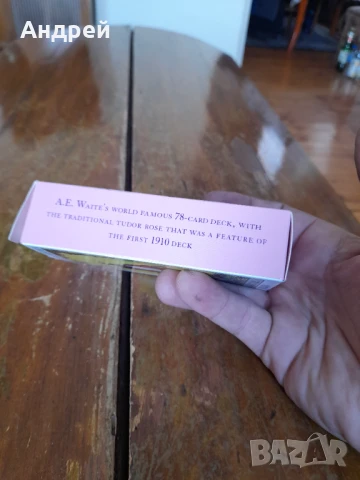 Андрей
A.E. WAITE'S WORLD FAMOUS 78-CARD DECK, WITH
THE TRADITIONAL TUDOR ROSE THAT WAS A FEATURE OF
THE FIRST 1910 DECK
BAZAR